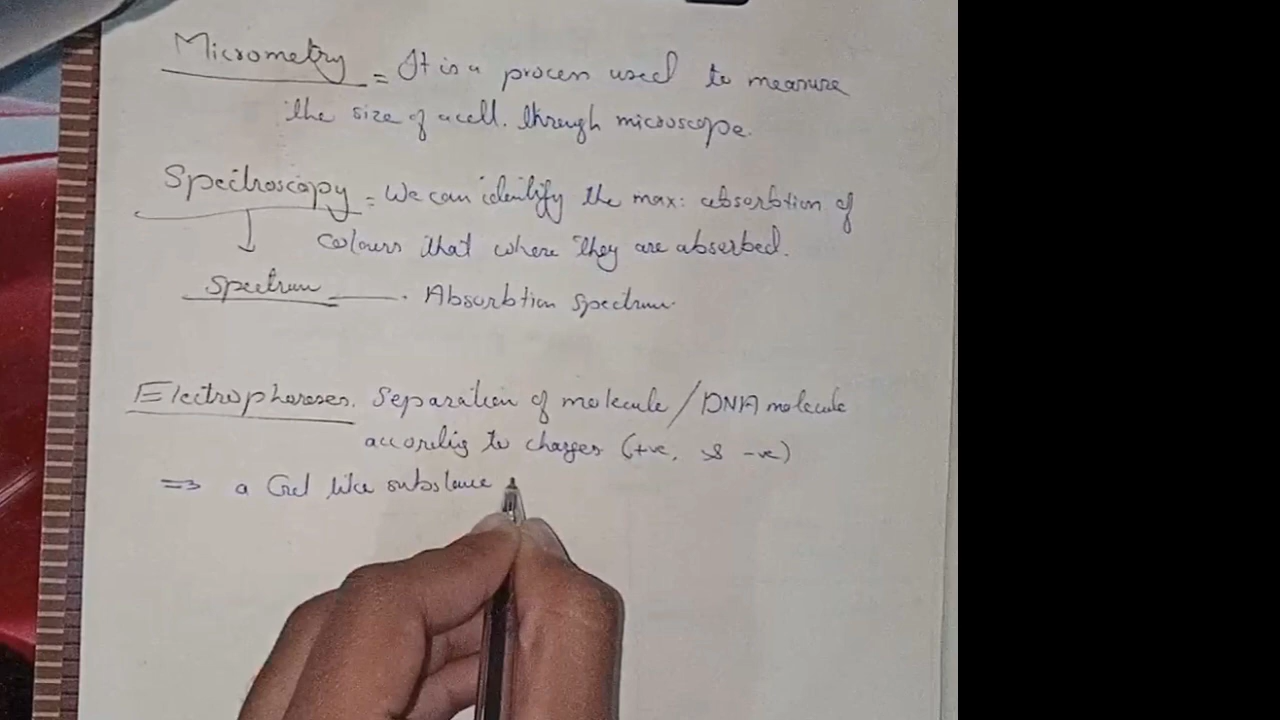 Micrometry = It is a process used to measure
the size of a cell. through microscope.
Spectroscopy = We can identify the max: absorbtion of
colours that where they are absorbed.
Spectrum — . Absorbtion spectrum.
Electrophoreses. Separation of molecule / DNA molecule
accordig to charges (+ve, & -ve)
⇒ a Gel like substance